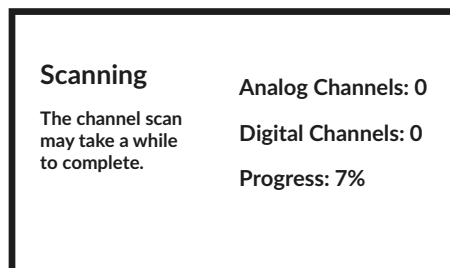 Scanning
The channel scan
may take a while
to complete.
Analog Channels: 0
Digital Channels: 0
Progress: 7%